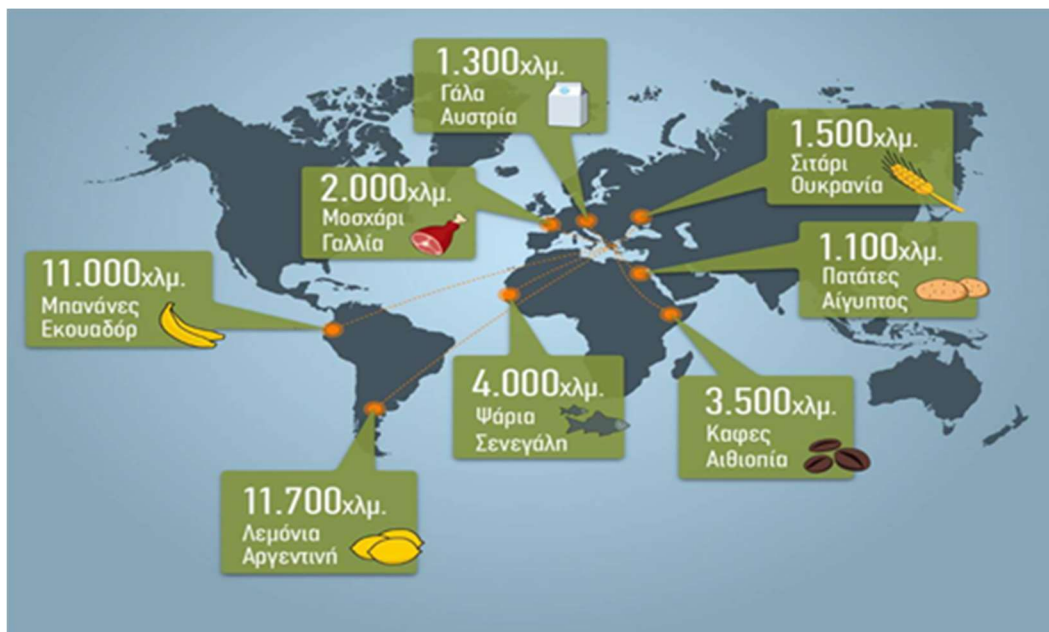 1.300χλμ.
Γάλα
Αυστρία
1.500χλμ.
Σιτάρι
Ουκρανία
2.000χλμ.
Μοσχάρι
Γαλλία
11.000χλμ.
Μπανάνες
Εκουαδόρ
1.100χλμ.
Πατάτες
Αίγυπτος
4.000χλμ.
Ψάρια
Σενεγάλη
3.500χλμ.
Καφες
Αιθιοπία
11.700χλμ.
Λεμόνια
Αργεντινή